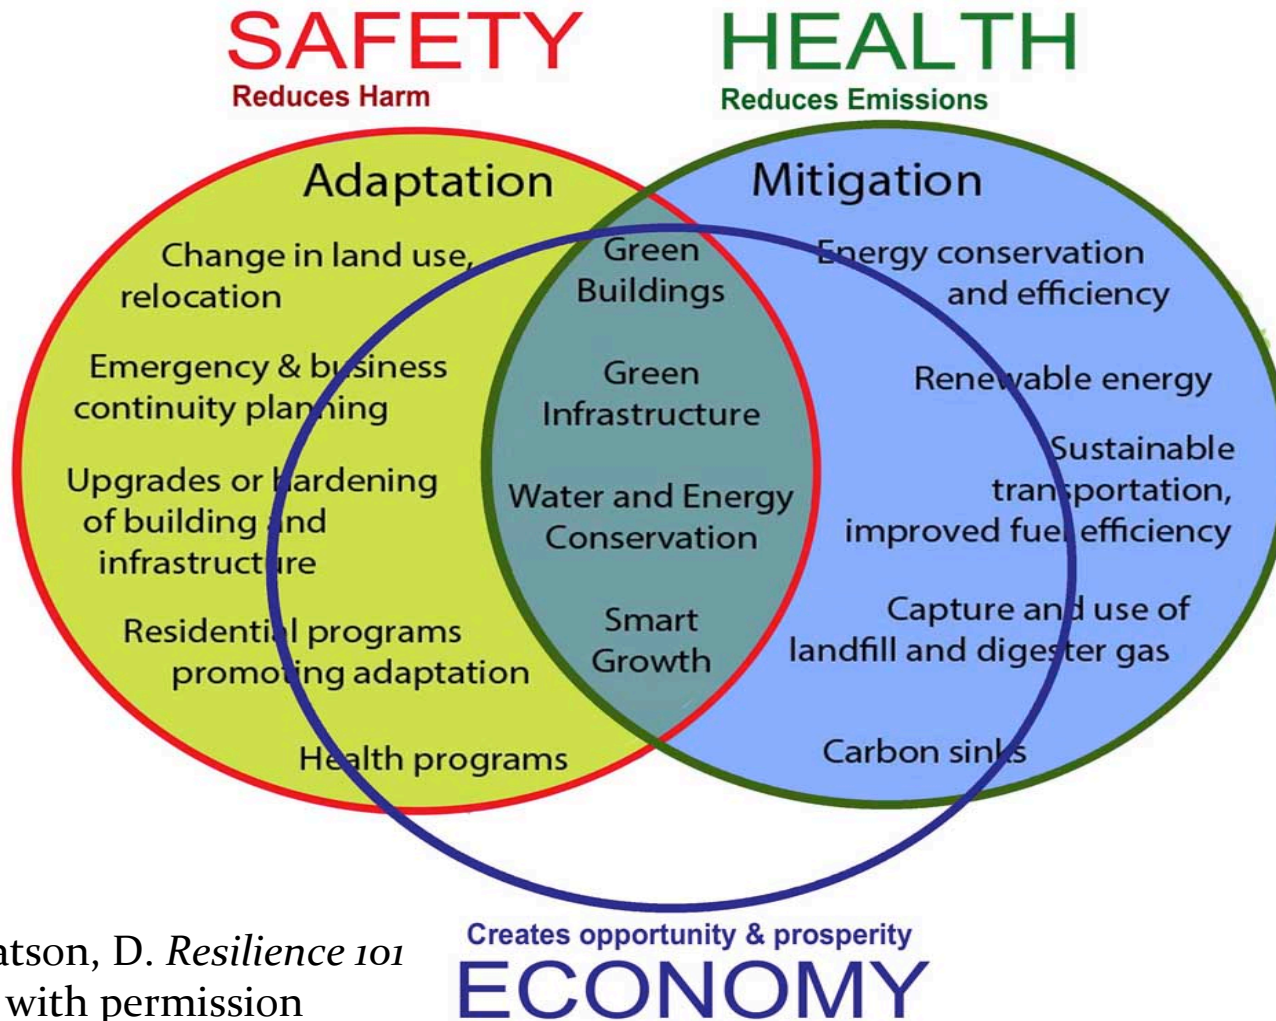 SAFETY
Reduces Harm
HEALTH
Reduces Emissions
Adaptation
Change in land use,
relocation
Emergency & business
continuity planning
Upgrades or hardening
of building and
infrastructure
Residential programs
promoting adaptation
Health programs
Green
Buildings
Green
Infrastructure
Water and Energy
Conservation
Smart
Growth
Mitigation
Energy conservation
and efficiency
Renewable energy
Sustainable
transportation,
improved fuel efficiency
Capture and use of
landfill and digester gas
Carbon sinks
Creates opportunity & prosperity
ECONOMY
D. Resilience 101
with permission